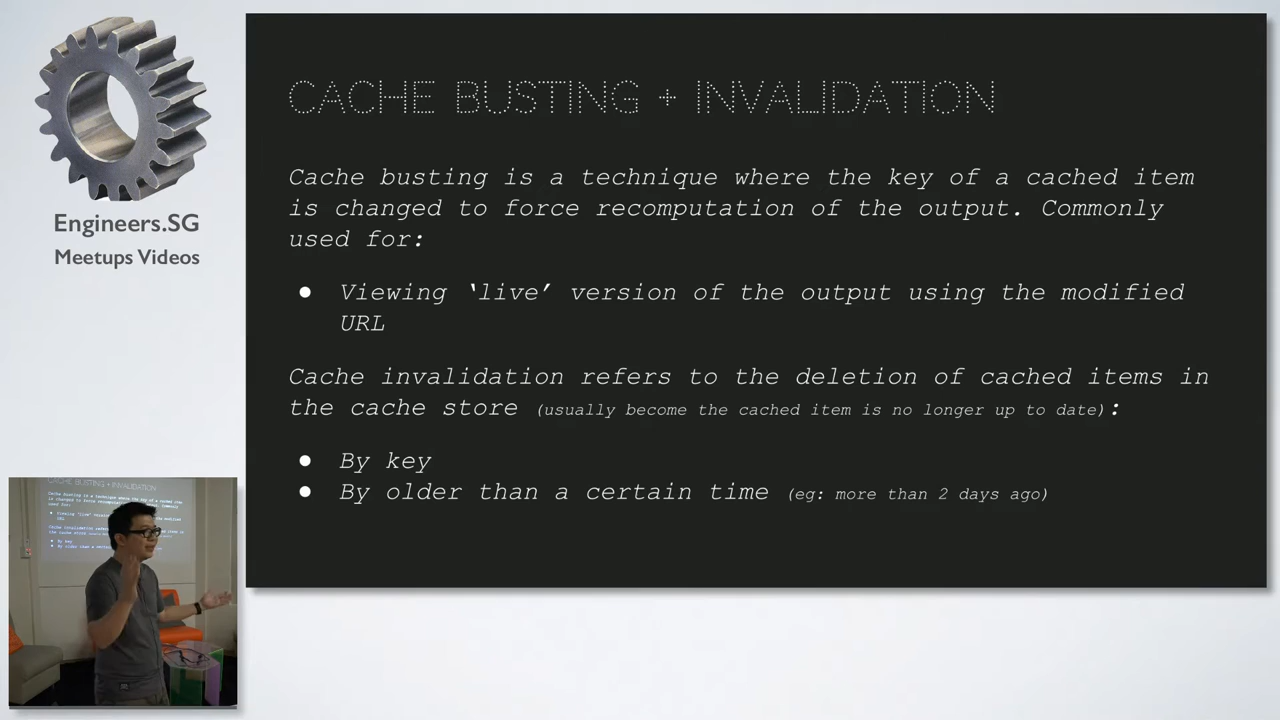 Engineers.SG
Meetups Videos
CACHE BUSTING + INVALIDATION
Cache busting is a technique where the key of a cached item
is changed to force recomputation of the output. Commonly
used for:
● Viewing ‘live’ version of the output using the modified
URL
Cache invalidation refers to the deletion of cached items in
the cache store (usually become the cached item is no longer up to date):
● By key
● By older than a certain time (eg: more than 2 days ago)